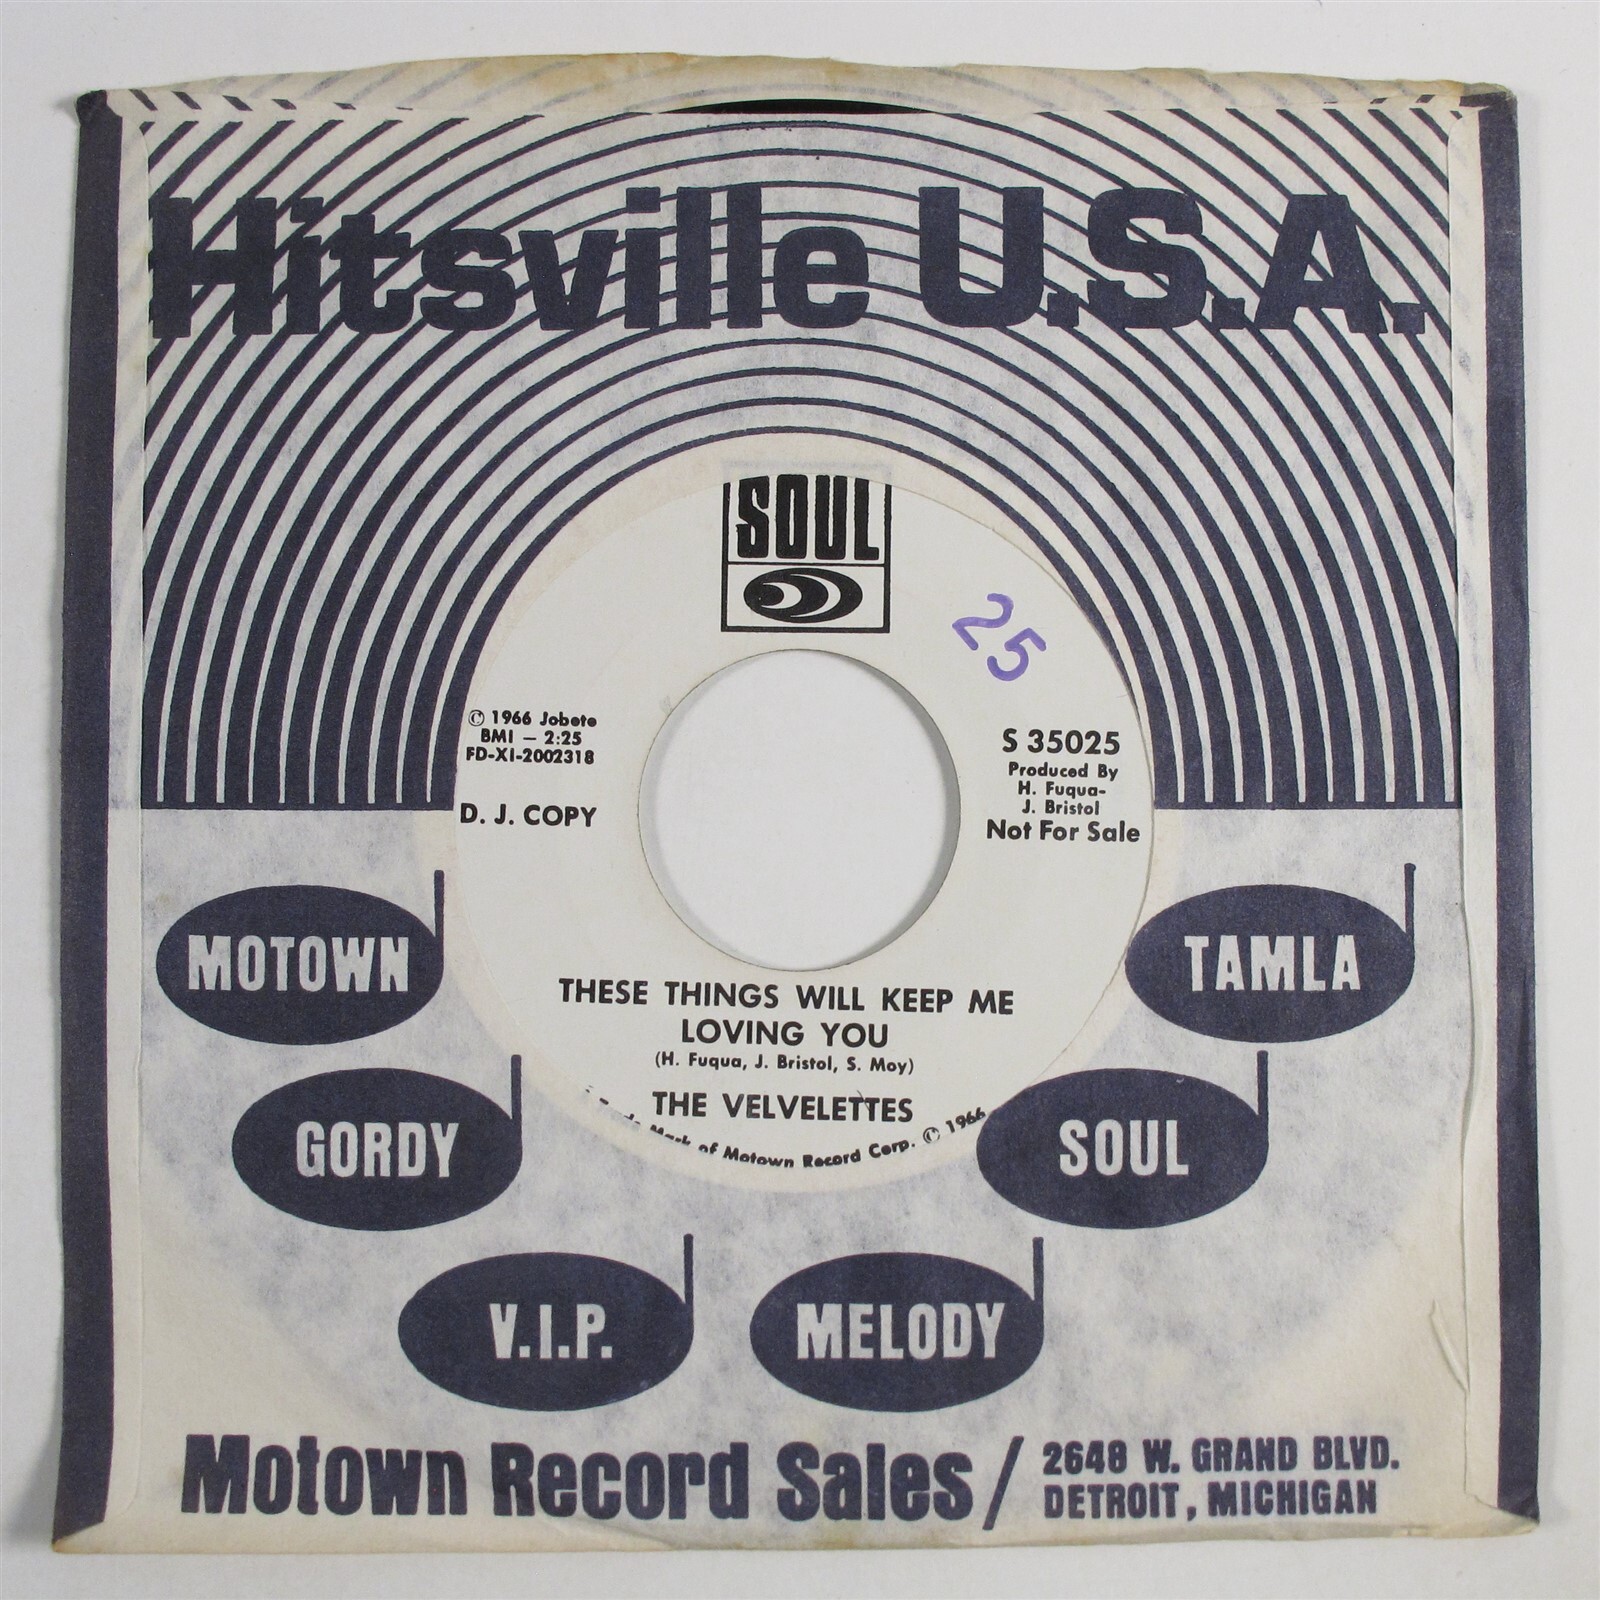 Hitsville U.S.A.
SOUL
25
© 1966 Jobete
BMI – 2:25
FD-XI-2002318
D. J. COPY
S 35025
Produced By
H. Fuqua-
J. Bristol
Not For Sale
THESE THINGS WILL KEEP ME
LOVING YOU
(H. Fuqua, J. Bristol, S. Moy)
THE VELVELETTES
Mark of Motown Record Corp. © 1966
MOTOWN
TAMLA
GORDY
SOUL
V.I.P.
MELODY
Motown Record Sales / 2648 W. GRAND BLVD.
DETROIT, MICHIGAN